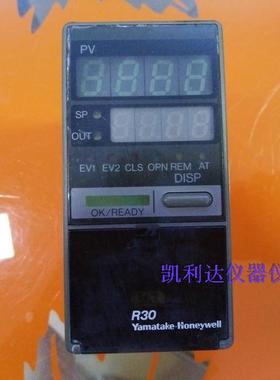 PV
SP
OUT
EV1 EV2 CLS OPN REM AT
DISP
OK/READY
凯利达仪器仪
R30
Yamatake-Honeywell